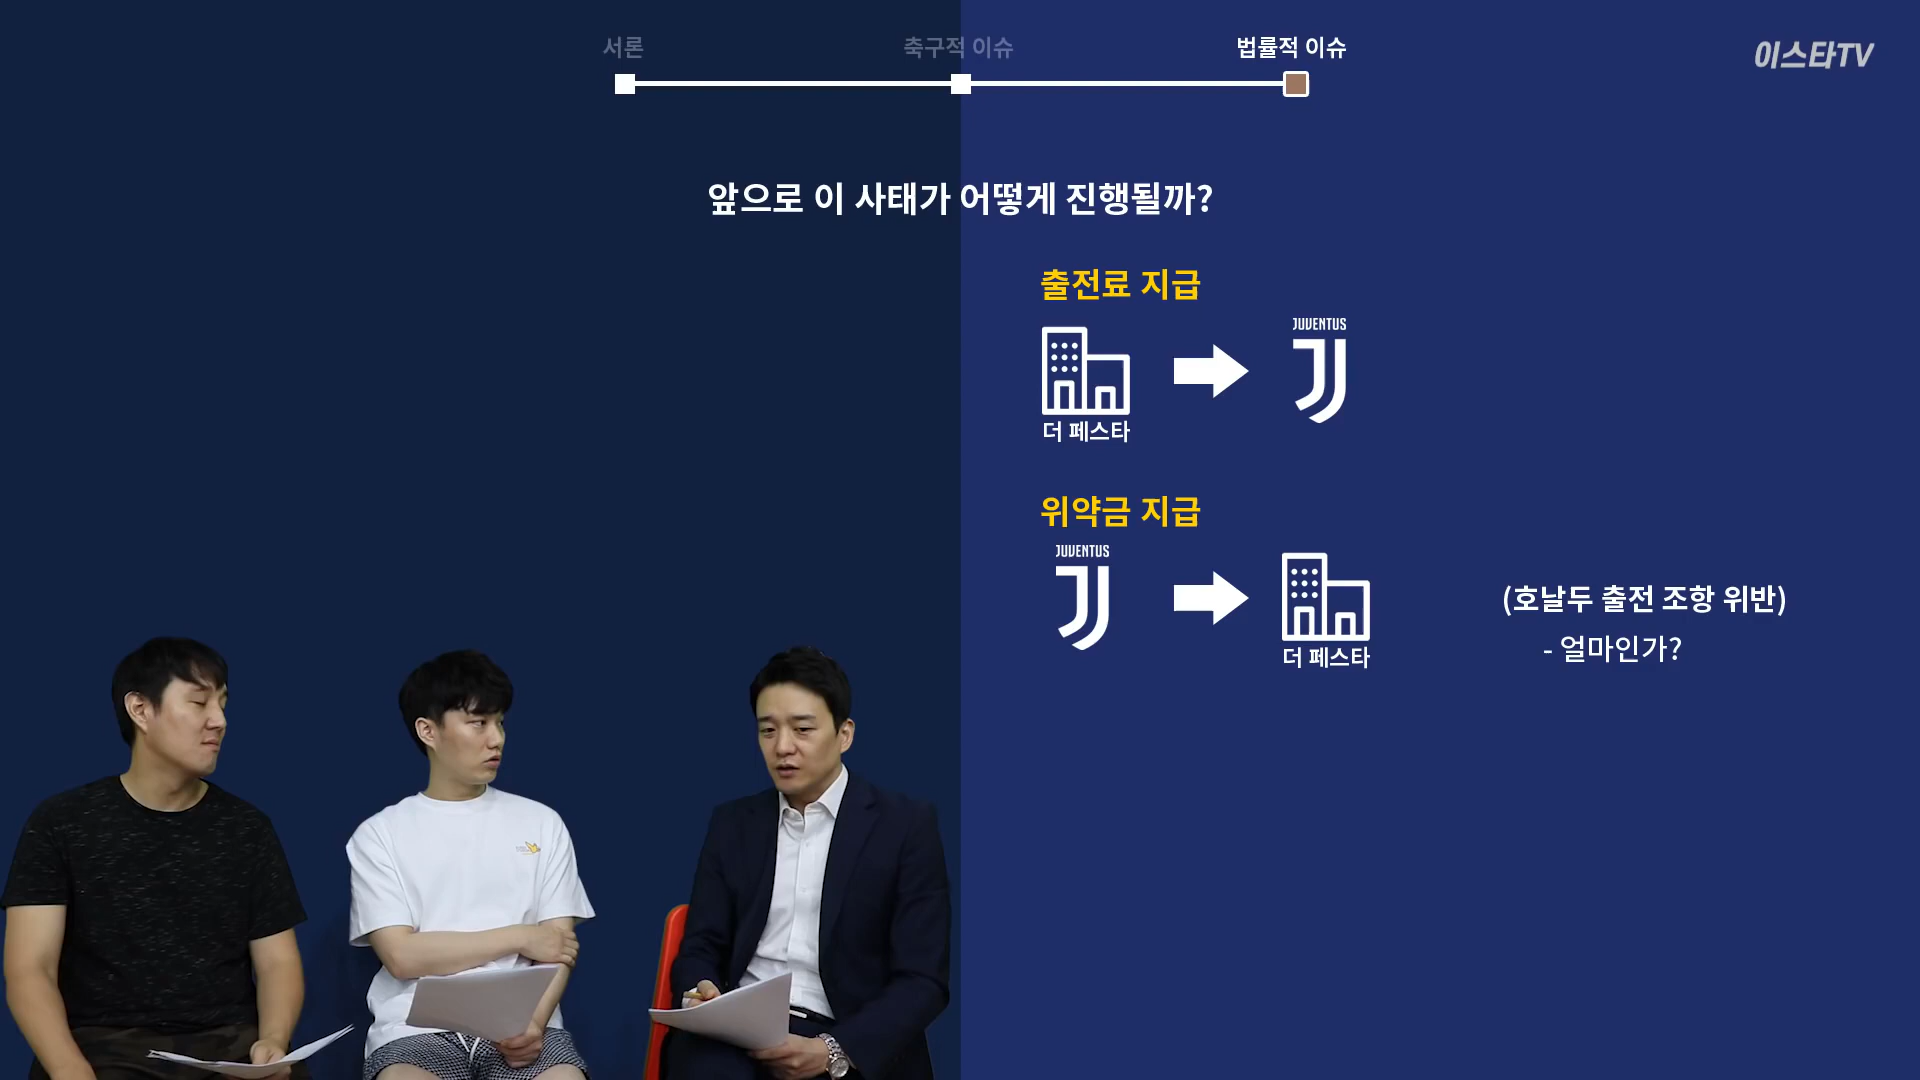 서론
축구적 이슈
법률적 이슈
이스타TV
앞으로 이 사태가 어떻게 진행될까?
출전료 지급
JUVENTUS
더 페스타
위약금 지급
JUVENTUS
(호날두 출전 조항 위반)
- 얼마인가?
더 페스타